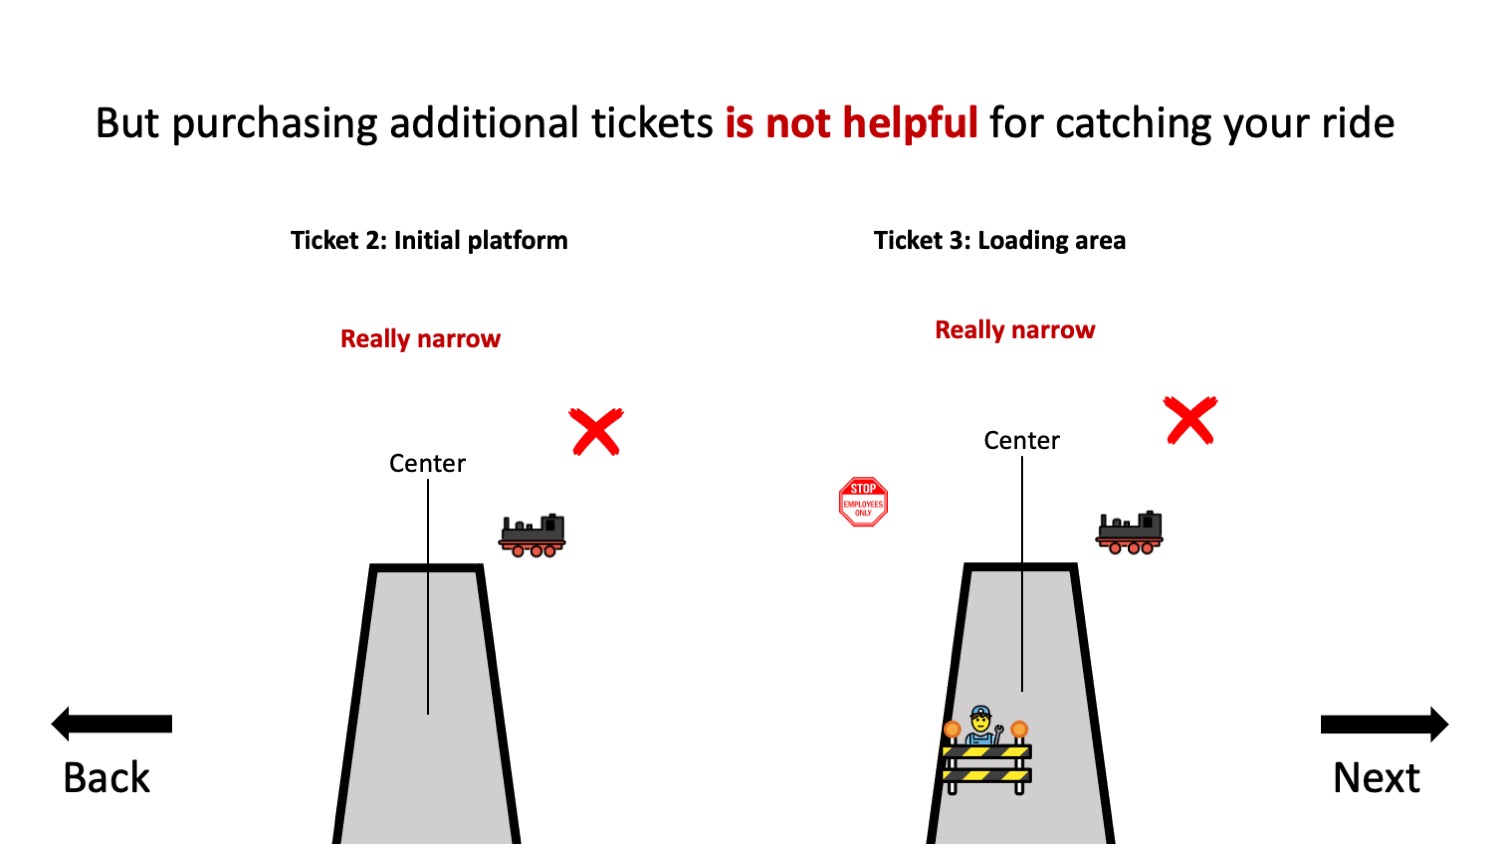 But purchasing additional tickets is not helpful for catching your ride
Ticket 2: Initial platform
Ticket 3: Loading area
Really narrow
Really narrow
Center
Center
STOP
EMPLOYEES
ONLY
Back
Next